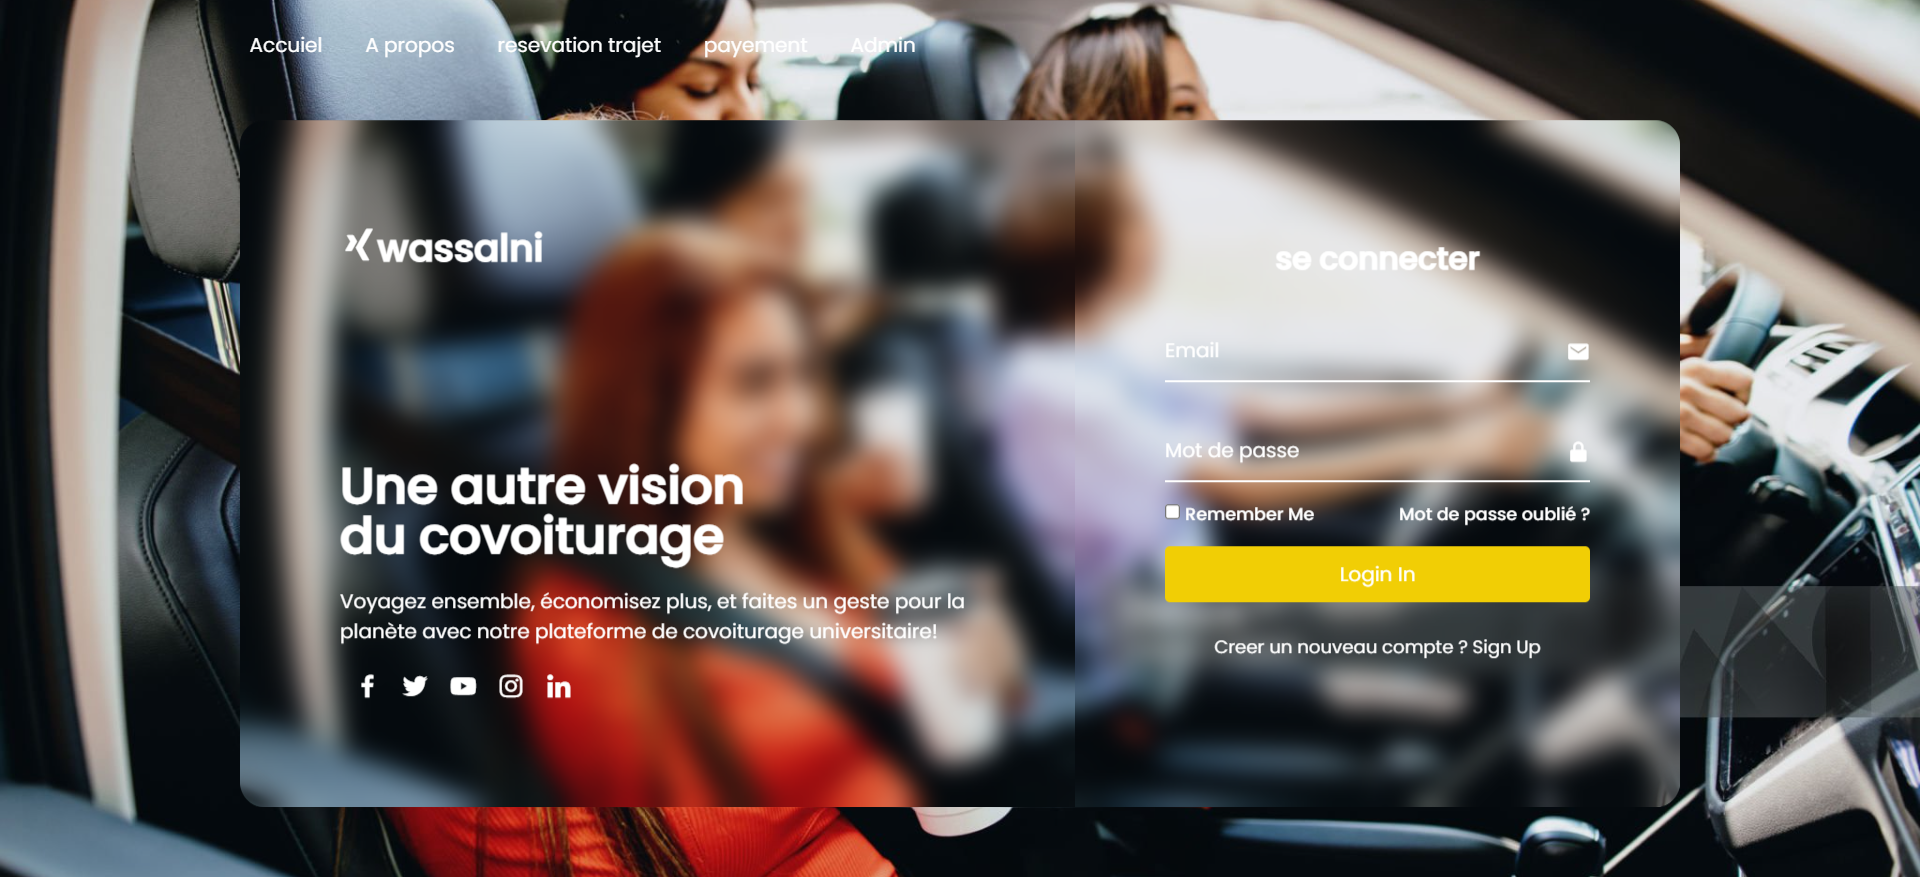 Accuiel A propos resevation trajet payement Admin
wassalni
Une autre vision
du covoiturage
Voyagez ensemble, économisez plus, et faites un geste pour la
planète avec notre plateforme de covoiturage universitaire!
se connecter
Email
Mot de passe
Remember Me Mot de passe oublié ?
Login In
Creer un nouveau compte ? Sign Up